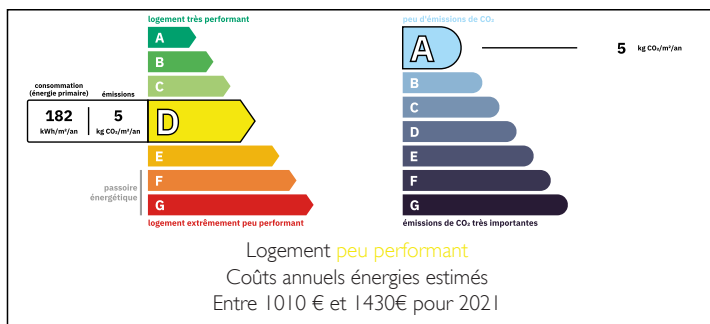 logement très performant
A
B
C
consommation
(énergie primaire)
émissions
182
kWh/m²/an
5
kg CO₂/m²/an
D
E
F
G
passoire
énergétique
logement extrêmement peu performant
peu d'émissions de CO₂
A
5 kg CO₂/m²/an
B
C
D
E
F
G
émissions de CO₂ très importantes
Logement peu performant
Coûts annuels énergies estimés
Entre 1010 € et 1430€ pour 2021